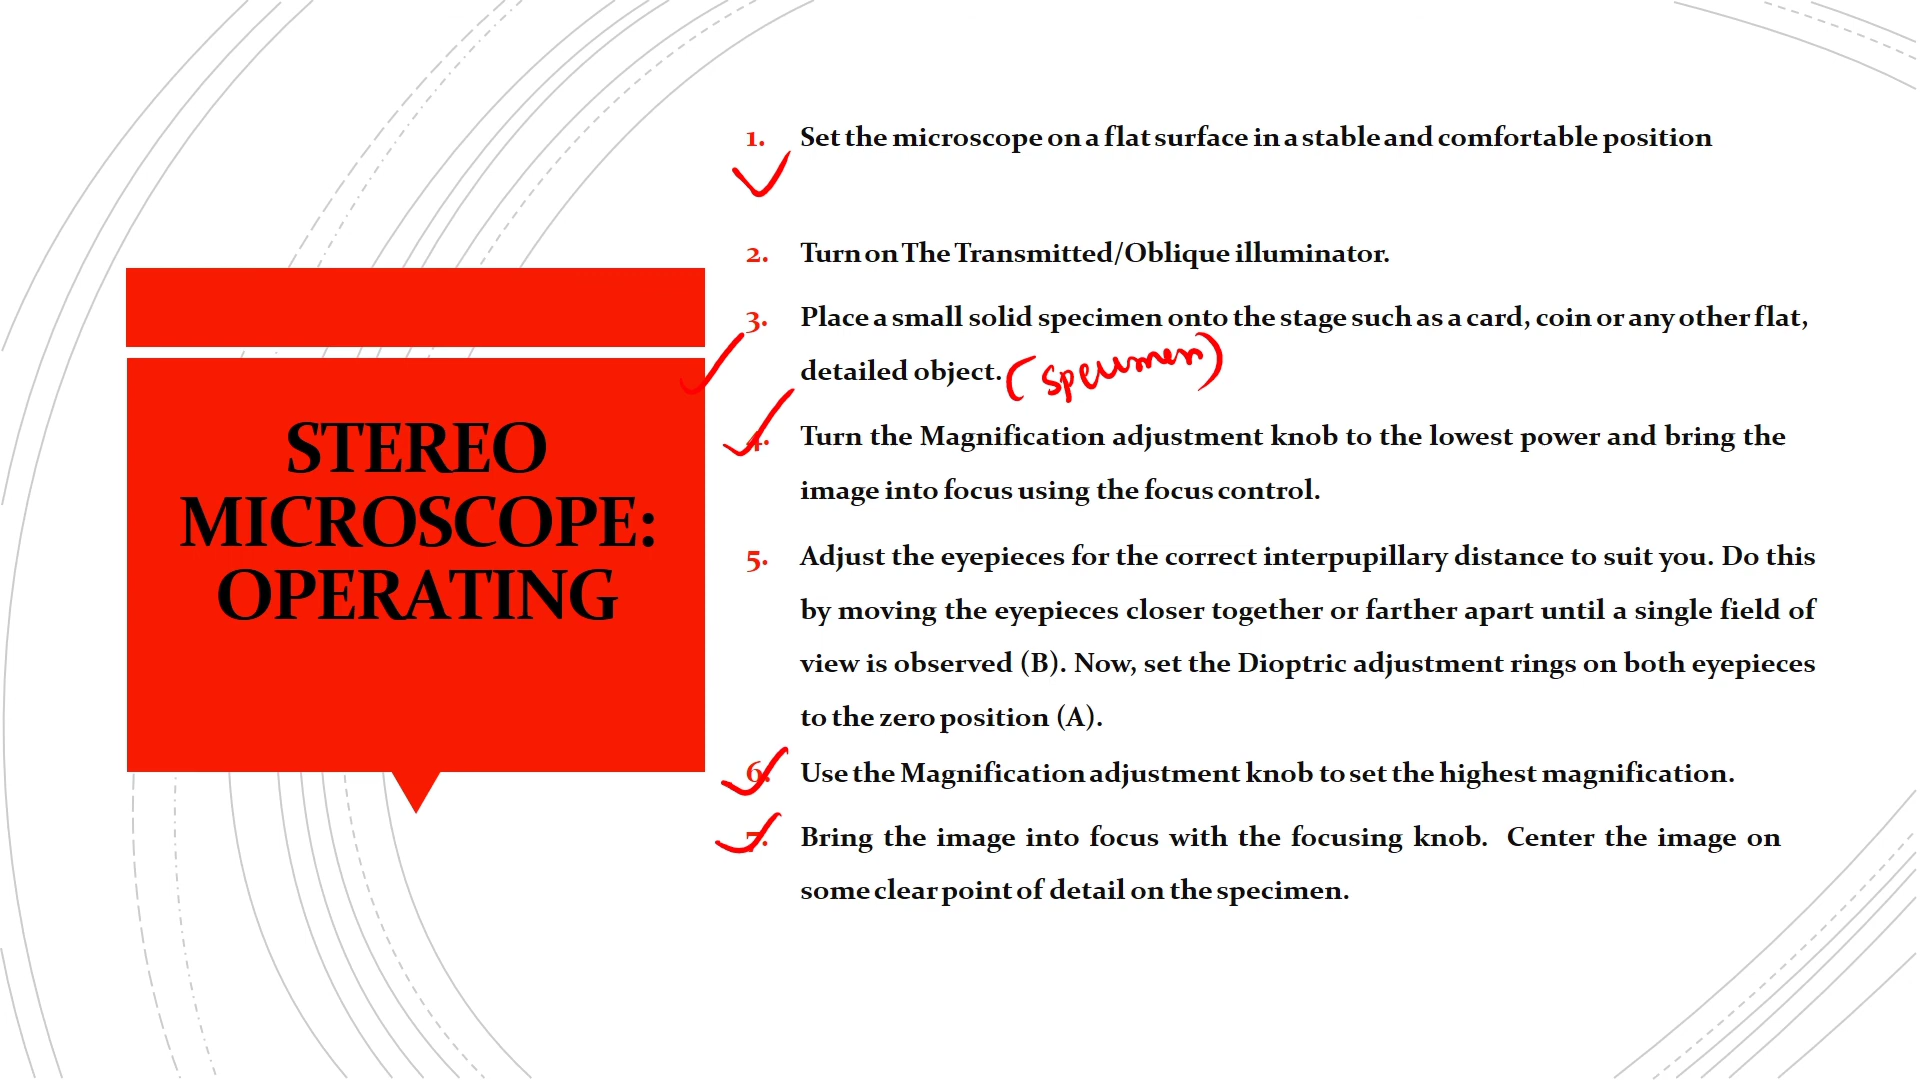 STEREO
MICROSCOPE:
OPERATING
1. Set the microscope on a flat surface in a stable and comfortable position
2. Turn on The Transmitted/Oblique illuminator.
3. Place a small solid specimen onto the stage such as a card, coin or any other flat,
detailed object. (specimen)
4. Turn the Magnification adjustment knob to the lowest power and bring the
image into focus using the focus control.
5. Adjust the eyepieces for the correct interpupillary distance to suit you. Do this
by moving the eyepieces closer together or farther apart until a single field of
view is observed (B). Now, set the Dioptric adjustment rings on both eyepieces
to the zero position (A).
6. Use the Magnification adjustment knob to set the highest magnification.
7. Bring the image into focus with the focusing knob. Center the image on
some clear point of detail on the specimen.